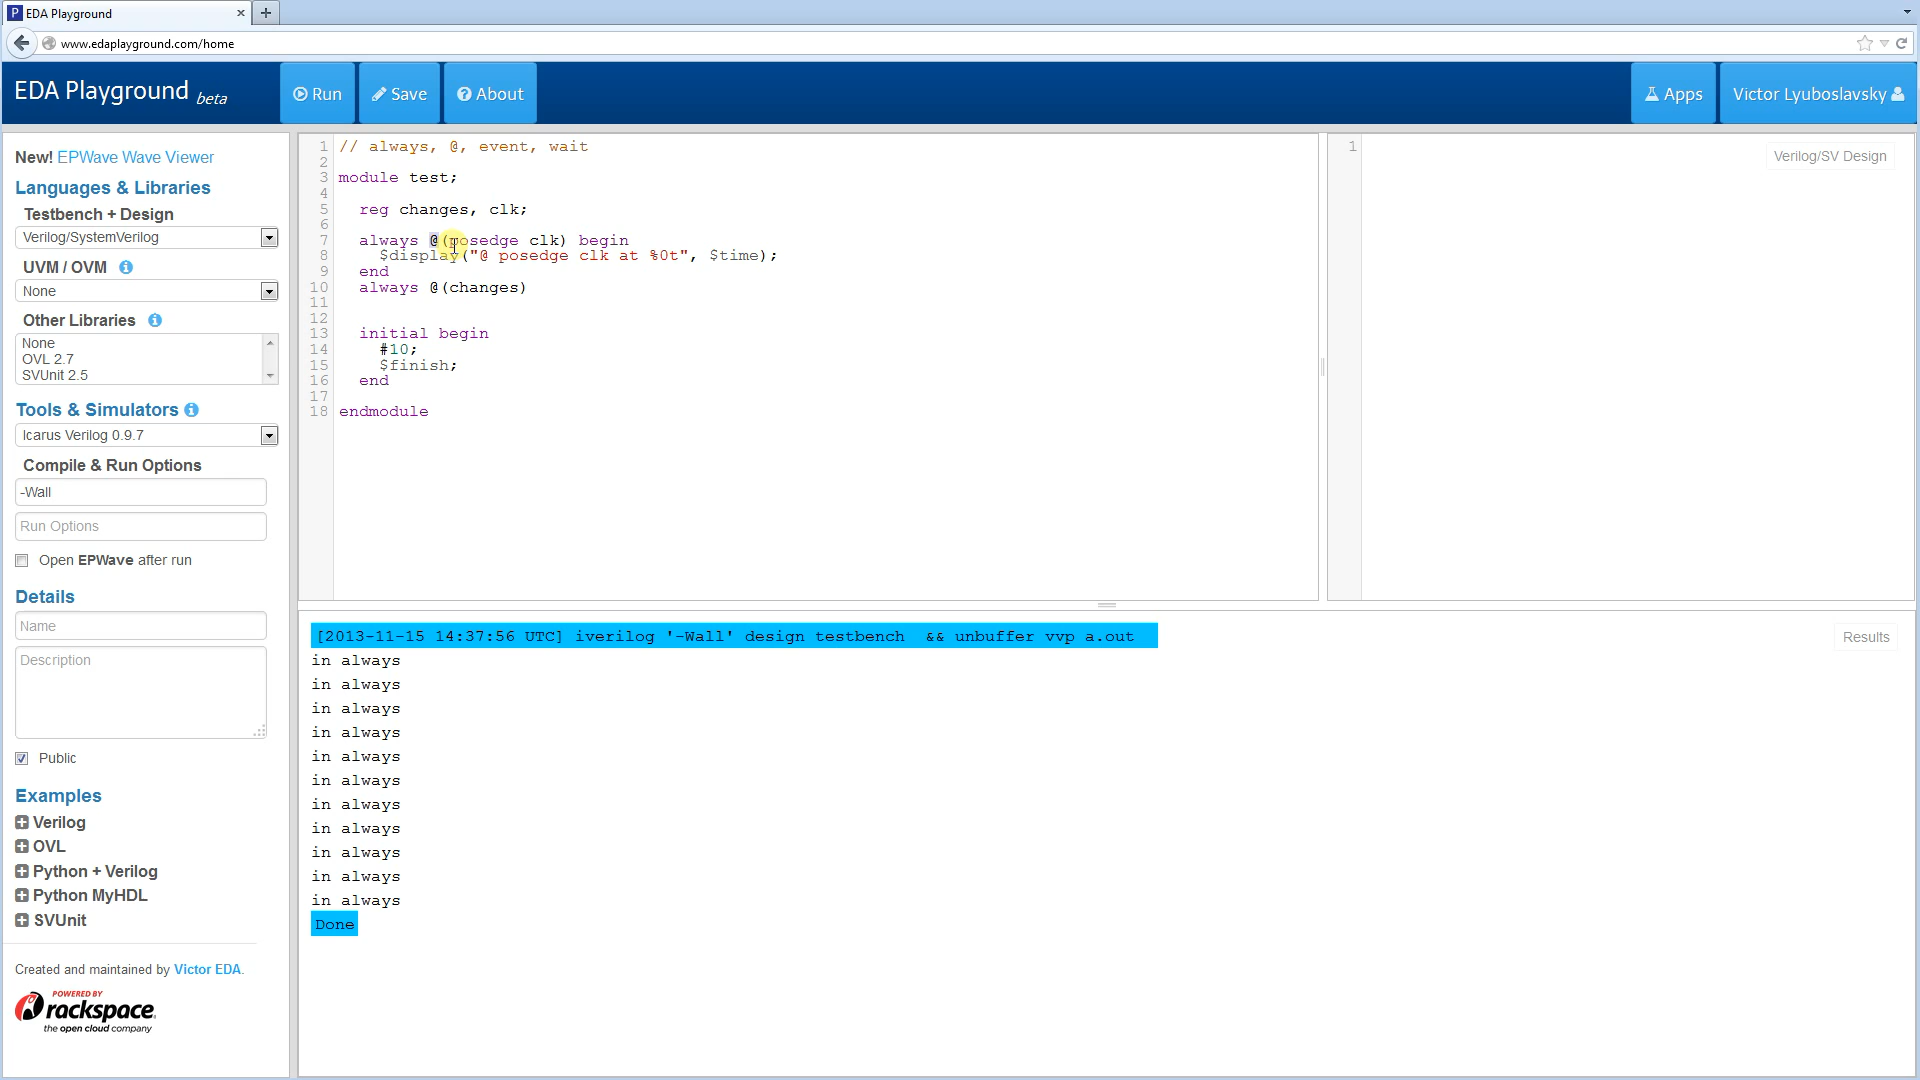 EDA Playground
www.edaplayground.com/home
EDA Playground beta
Run
Save
About
Apps
Victor Lyuboslavsky
New! EPWave Wave Viewer
Languages & Libraries
Testbench + Design
Verilog/SystemVerilog
UVM / OVM
None
Other Libraries
None
OVL 2.7
SVUnit 2.5
Tools & Simulators
Icarus Verilog 0.9.7
Compile & Run Options
-Wall
Run Options
Open EPWave after run
Details
Name
Description
Public
Examples
Verilog
OVL
Python + Verilog
Python MyHDL
SVUnit
Created and maintained by Victor EDA.
POWERED BY
rackspace.
the open cloud company
1 // always, @, event, wait
2
3 module test;
4
5 reg changes, clk;
6
7 always @(posedge clk) begin
8 $display("@ posedge clk at %0t", $time);
9 end
10 always @(changes)
11
12
13 initial begin
14 #10;
15 $finish;
16 end
17
18 endmodule
1
Verilog/SV Design
[2013-11-15 14:37:56 UTC] iverilog '-Wall' design testbench && unbuffer vvp a.out
Results
in always
in always
in always
in always
in always
in always
in always
in always
in always
in always
in always
Done